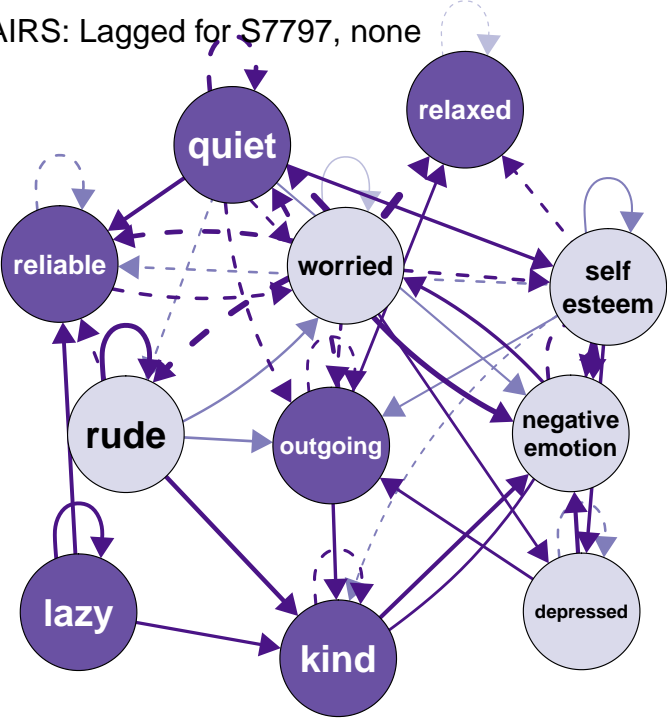 AIRS: Lagged for S7797, none
relaxed
quiet
reliable
worried
self
esteem
rude
outgoing
negative
emotion
lazy
kind
depressed